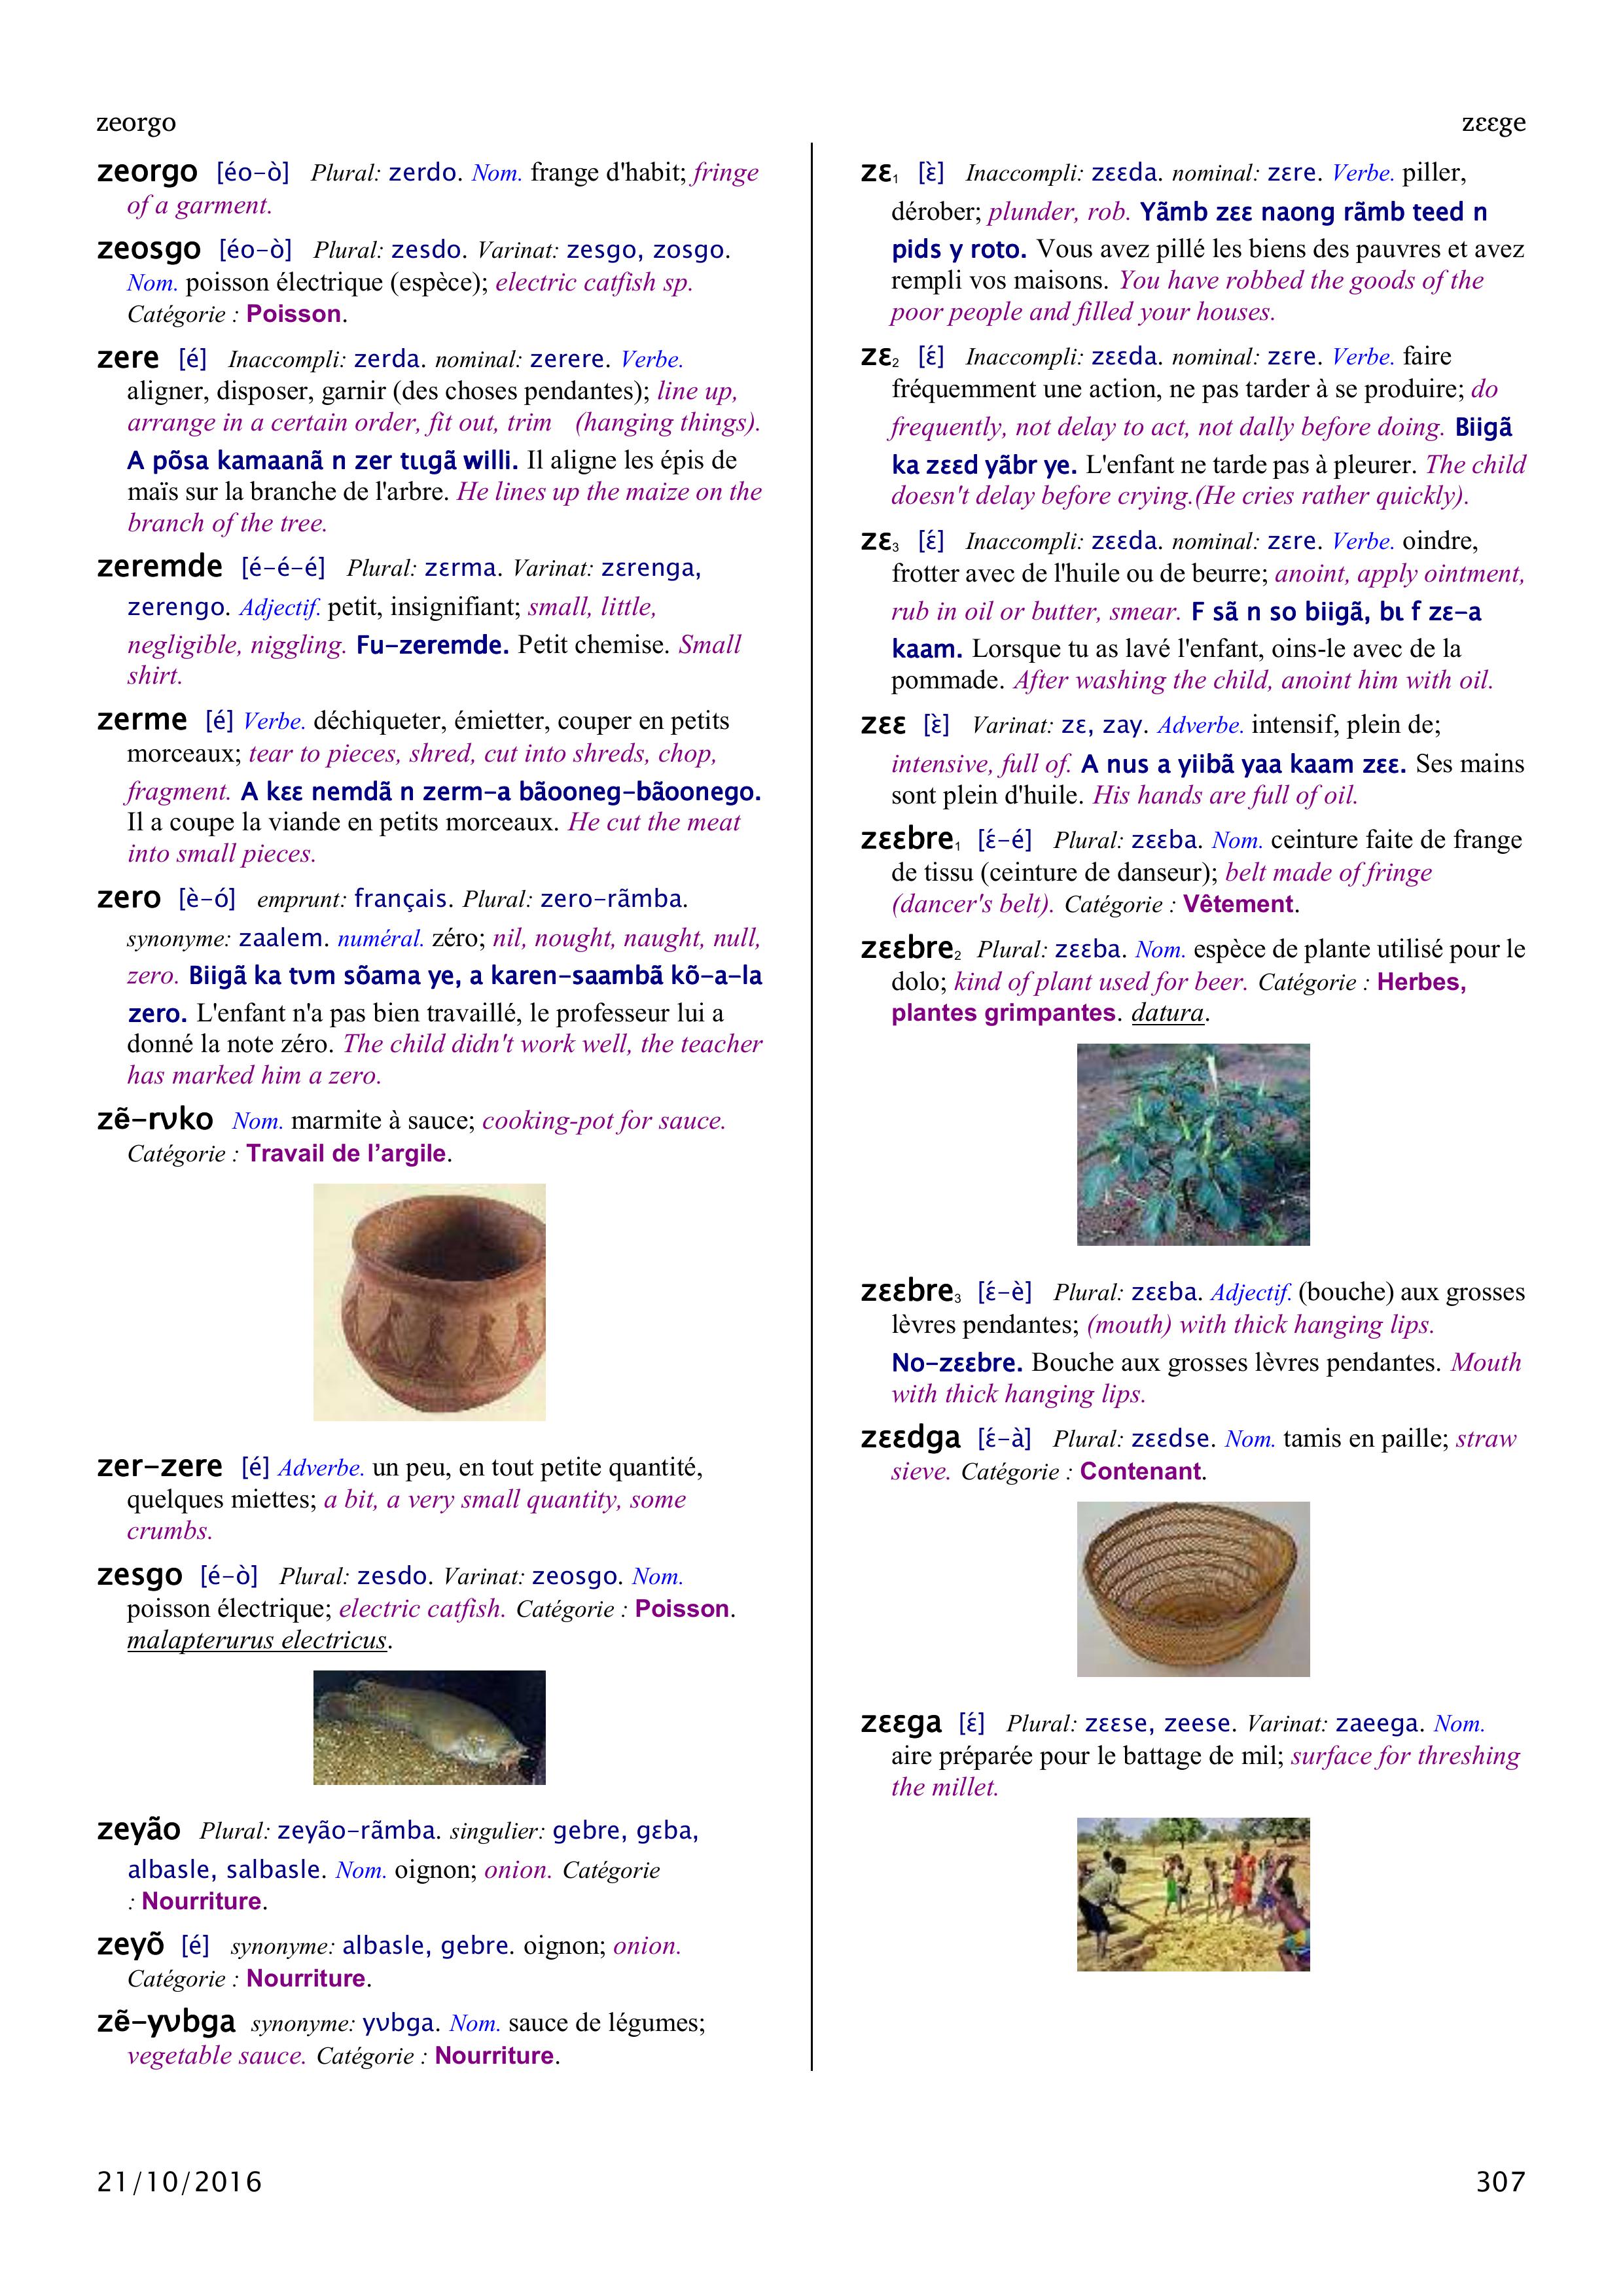 zeorgo
zɛɛge
zeorgo [éo-ò] Plural: zerdo. Nom. frange d'habit; fringe
of a garment.
zeosgo [éo-ò] Plural: zesdo. Varinat: zesgo, zosgo.
Nom. poisson électrique (espèce); electric catfish sp.
Catégorie : Poisson.
zere [é] Inaccompli: zerda. nominal: zerere. Verbe.
aligner, disposer, garnir (des choses pendantes); line up,
arrange in a certain order, fit out, trim (hanging things).
A põsa kamaanã n zer tɩɩgã willi. Il aligne les épis de
maïs sur la branche de l'arbre. He lines up the maize on the
branch of the tree.
zeremde [é-é-é] Plural: zɛrma. Varinat: zɛrenga,
zerengo. Adjectif. petit, insignifiant; small, little,
negligible, niggling. Fu-zeremde. Petit chemise. Small
shirt.
zerme [é] Verbe. déchiqueter, émietter, couper en petits
morceaux; tear to pieces, shred, cut into shreds, chop,
fragment. A kɛɛ nemdã n zerm-a bãooneg-bãoonego.
Il a coupe la viande en petits morceaux. He cut the meat
into small pieces.
zero [è-ó] emprunt: français. Plural: zero-rãmba.
synonyme: zaalem. numéral. zéro; nil, nought, naught, null,
zero. Biigã ka tʋm sõama ye, a karen-saambã kõ-a-la
zero. L'enfant n'a pas bien travaillé, le professeur lui a
donné la note zéro. The child didn't work well, the teacher
has marked him a zero.
zẽ-rʋko Nom. marmite à sauce; cooking-pot for sauce.
Catégorie : Travail de l’argile.
zer-zere [é] Adverbe. un peu, en tout petite quantité,
quelques miettes; a bit, a very small quantity, some
crumbs.
zesgo [é-ò] Plural: zesdo. Varinat: zeosgo. Nom.
poisson électrique; electric catfish. Catégorie : Poisson.
malapterurus electricus.
zeyão Plural: zeyão-rãmba. singulier: gebre, gɛba,
albasle, salbasle. Nom. oignon; onion. Catégorie
: Nourriture.
zeyõ [é] synonyme: albasle, gebre. oignon; onion.
Catégorie : Nourriture.
zẽ-yʋbga synonyme: yʋbga. Nom. sauce de légumes;
vegetable sauce. Catégorie : Nourriture.
zɛ1 [ɛ̀] Inaccompli: zɛɛda. nominal: zɛre. Verbe. piller,
dérober; plunder, rob. Yãmb zɛɛ naong rãmb teed n
pids y roto. Vous avez pillé les biens des pauvres et avez
rempli vos maisons. You have robbed the goods of the
poor people and filled your houses.
zɛ2 [ɛ́] Inaccompli: zɛɛda. nominal: zɛre. Verbe. faire
fréquemment une action, ne pas tarder à se produire; do
frequently, not delay to act, not dally before doing. Biigã
ka zɛɛd yãbr ye. L'enfant ne tarde pas à pleurer. The child
doesn't delay before crying.(He cries rather quickly).
zɛ3 [ɛ́] Inaccompli: zɛɛda. nominal: zɛre. Verbe. oindre,
frotter avec de l'huile ou de beurre; anoint, apply ointment,
rub in oil or butter, smear. F sã n so biigã, bɩ f zɛ-a
kaam. Lorsque tu as lavé l'enfant, oins-le avec de la
pommade. After washing the child, anoint him with oil.
zɛɛ [ɛ̀] Varinat: zɛ, zay. Adverbe. intensif, plein de;
intensive, full of. A nus a yiibã yaa kaam zɛɛ. Ses mains
sont plein d'huile. His hands are full of oil.
zɛɛbre1 [ɛ́-é] Plural: zɛɛba. Nom. ceinture faite de frange
de tissu (ceinture de danseur); belt made of fringe
(dancer's belt). Catégorie : Vêtement.
zɛɛbre2 Plural: zɛɛba. Nom. espèce de plante utilisé pour le
dolo; kind of plant used for beer. Catégorie : Herbes,
plantes grimpantes. datura.
zɛɛbre3 [ɛ́-è] Plural: zɛɛba. Adjectif. (bouche) aux grosses
lèvres pendantes; (mouth) with thick hanging lips.
No-zɛɛbre. Bouche aux grosses lèvres pendantes. Mouth
with thick hanging lips.
zɛɛdga [ɛ́-à] Plural: zɛɛdse. Nom. tamis en paille; straw
sieve. Catégorie : Contenant.
zɛɛga [ɛ́] Plural: zɛɛse, zeese. Varinat: zaeega. Nom.
aire préparée pour le battage de mil; surface for threshing
the millet.
21/10/2016
307